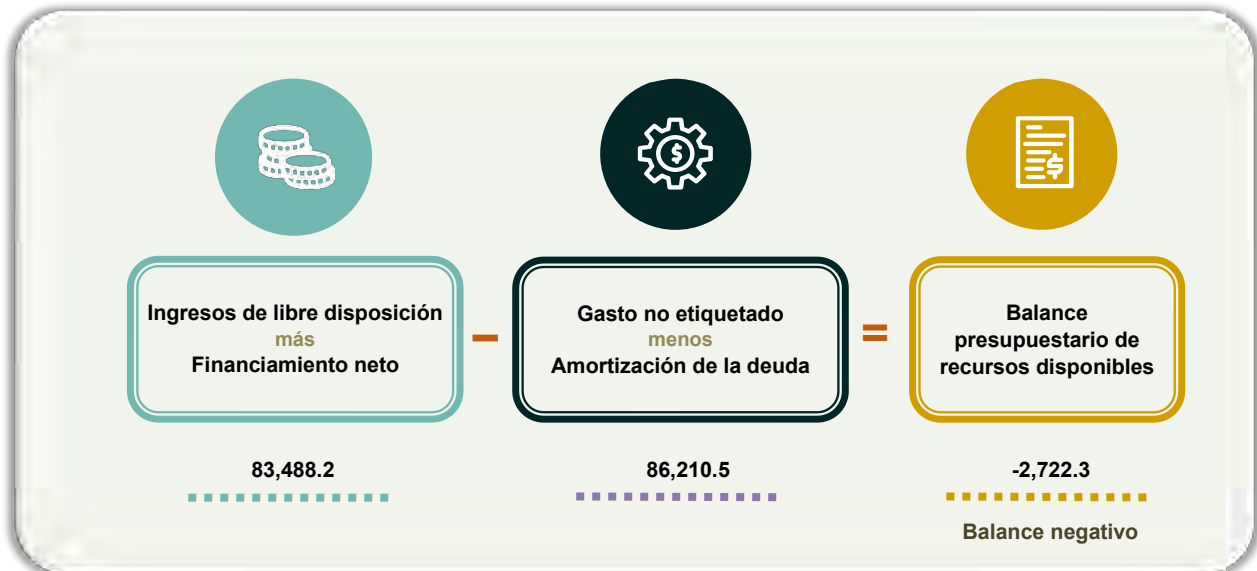 Ingresos de libre disposición
más
Financiamiento neto
–
Gasto no etiquetado
menos
Amortización de la deuda
=
Balance
presupuestario de
recursos disponibles
83,488.2
86,210.5
-2,722.3
Balance negativo
$
$